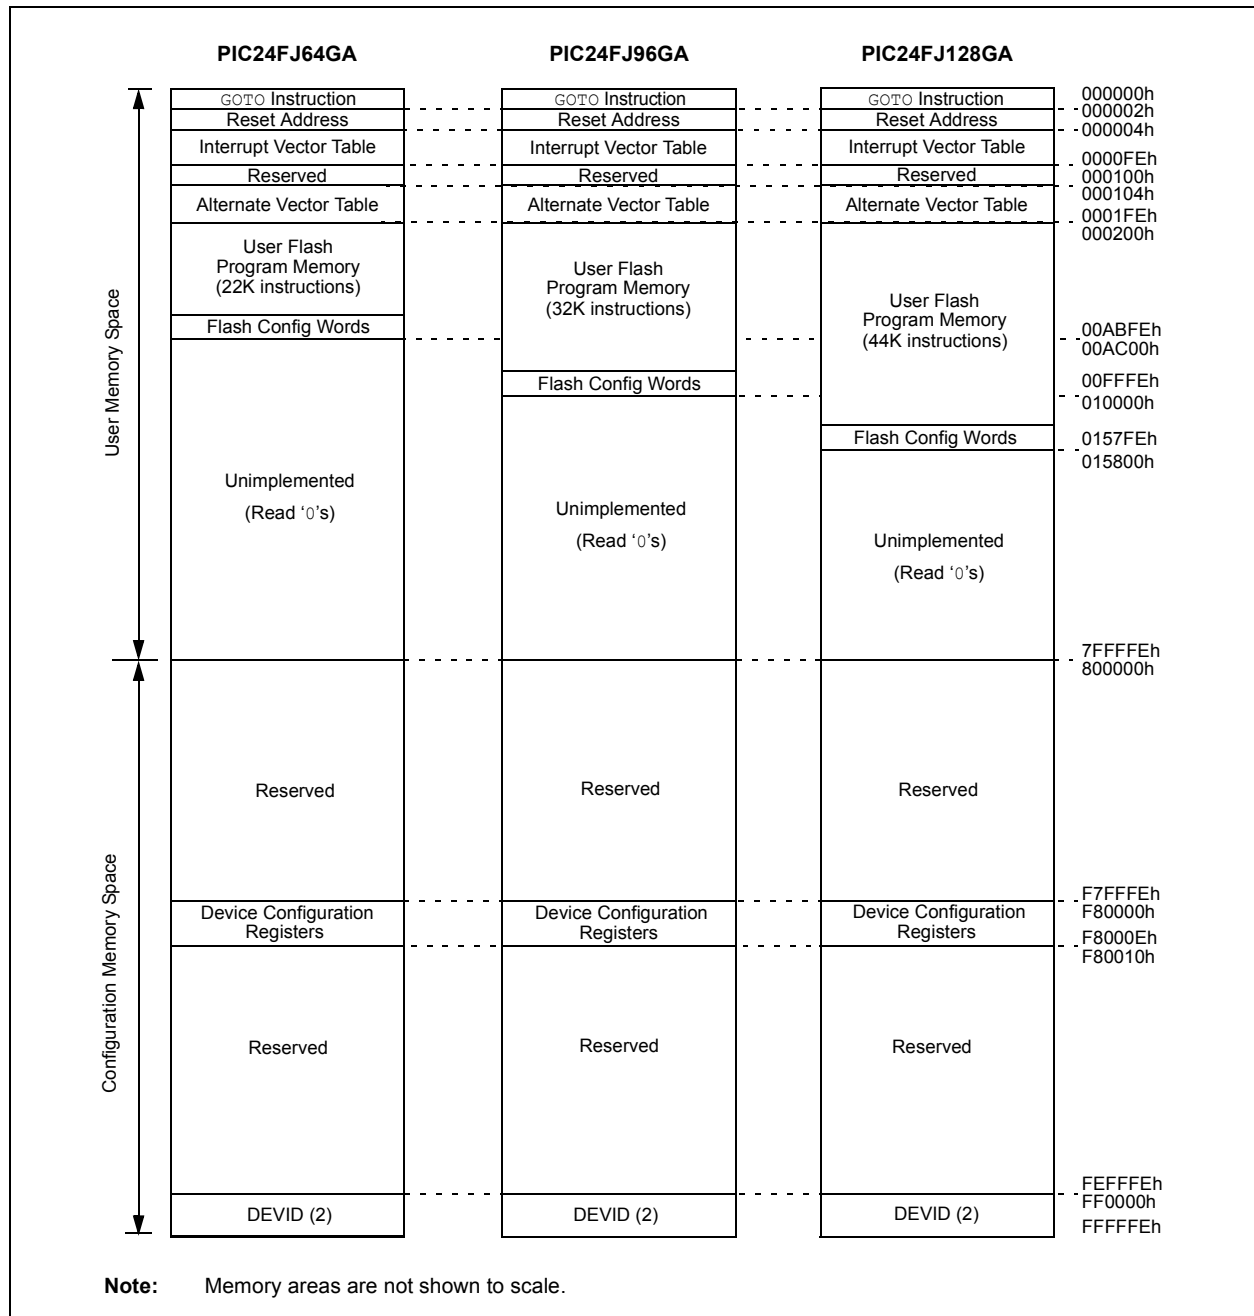 PIC24FJ64GA PIC24FJ96GA PIC24FJ128GA
GOTO Instruction GOTO Instruction GOTO Instruction 000000h
000002h
Reset Address Reset Address Reset Address
000004h
Interrupt Vector Table Interrupt Vector Table Interrupt Vector Table
0000FEh
Reserved Reserved Reserved 000100h
000104h
Alternate Vector Table Alternate Vector Table Alternate Vector Table
0001FEh
000200h
User Flash
Program Memory
(22K instructions)
User Flash
Program Memory
(32K instructions)
User Flash
Program Memory
(44K instructions)
Flash Config Words 00ABFEh
00AC00h
Flash Config Words 00FFFEh
010000h
Flash Config Words 0157FEh
015800h
User Memory Space
Unimplemented
(Read ‘0’s)
Unimplemented
(Read ‘0’s)
Unimplemented
(Read ‘0’s)
7FFFFEh
800000h
Reserved Reserved Reserved
F7FFFEh
F80000h
Device Configuration
Registers
Device Configuration
Registers
Device Configuration
Registers
F8000Eh
F80010h
Configuration Memory Space
Reserved Reserved Reserved
FEFFFEh
FF0000h
DEVID (2) DEVID (2) DEVID (2)
FFFFFEh
Note: Memory areas are not shown to scale.